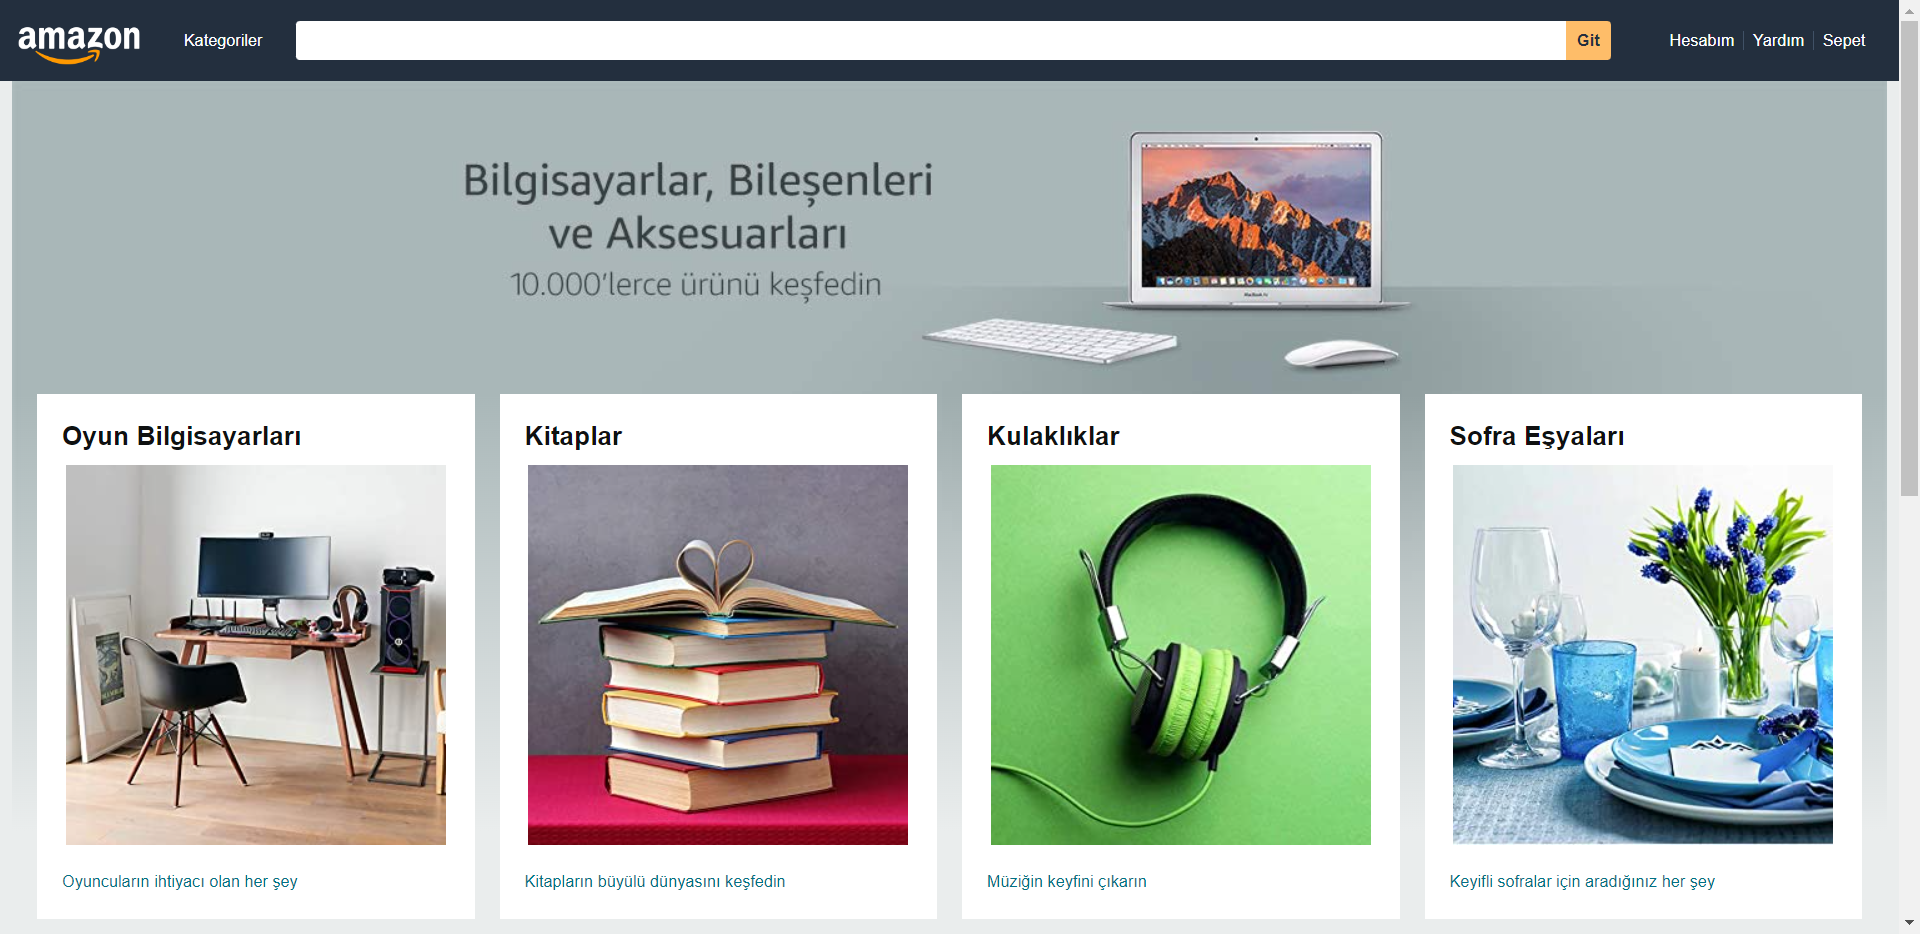 amazon
Kategoriler
Git
Hesabım
Yardım
Sepet
Bilgisayarlar, Bileşenleri
ve Aksesuarları
10.000'lerce ürünü keşfedin
Oyun Bilgisayarları
Kitaplar
Kulaklıklar
Sofra Eşyaları
Oyuncuların ihtiyacı olan her şey
Kitapların büyülü dünyasını keşfedin
Müziğin keyfini çıkarın
Keyifli sofralar için aradığınız her şey